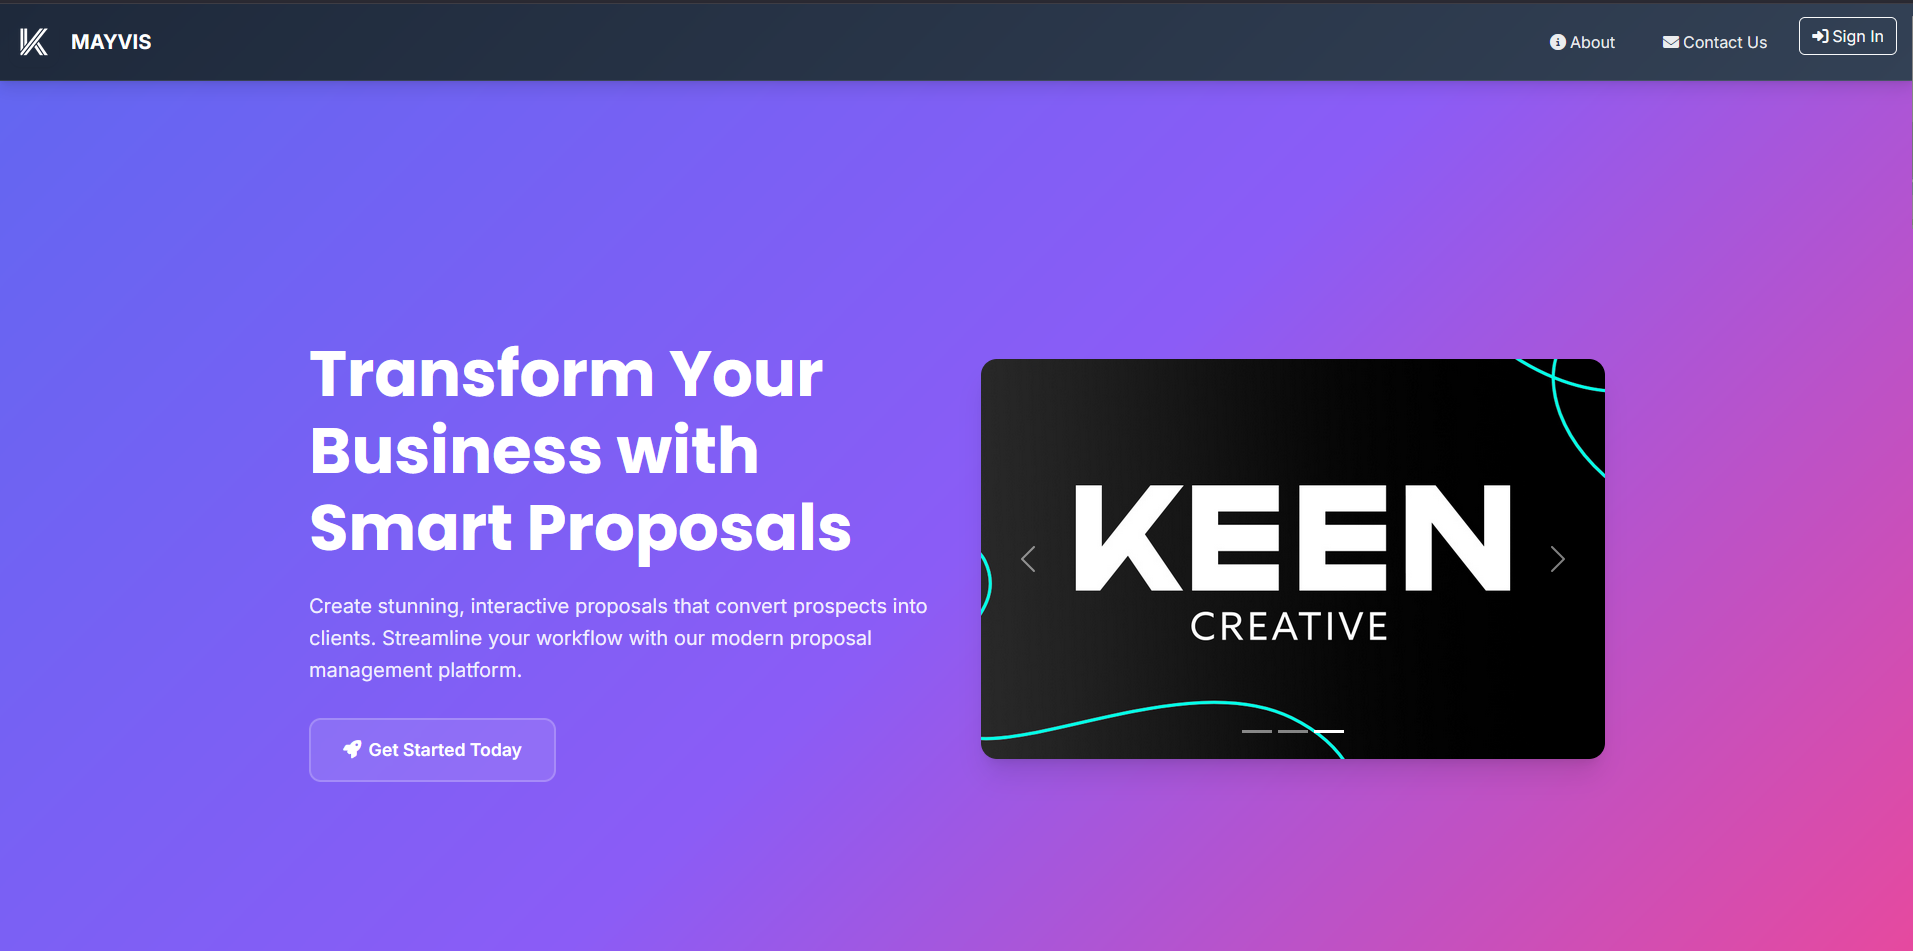 MAYVIS
About
Contact Us
Sign In
Transform Your
Business with
Smart Proposals
Create stunning, interactive proposals that convert prospects into
clients. Streamline your workflow with our modern proposal
management platform.
Get Started Today
KEEN
CREATIVE